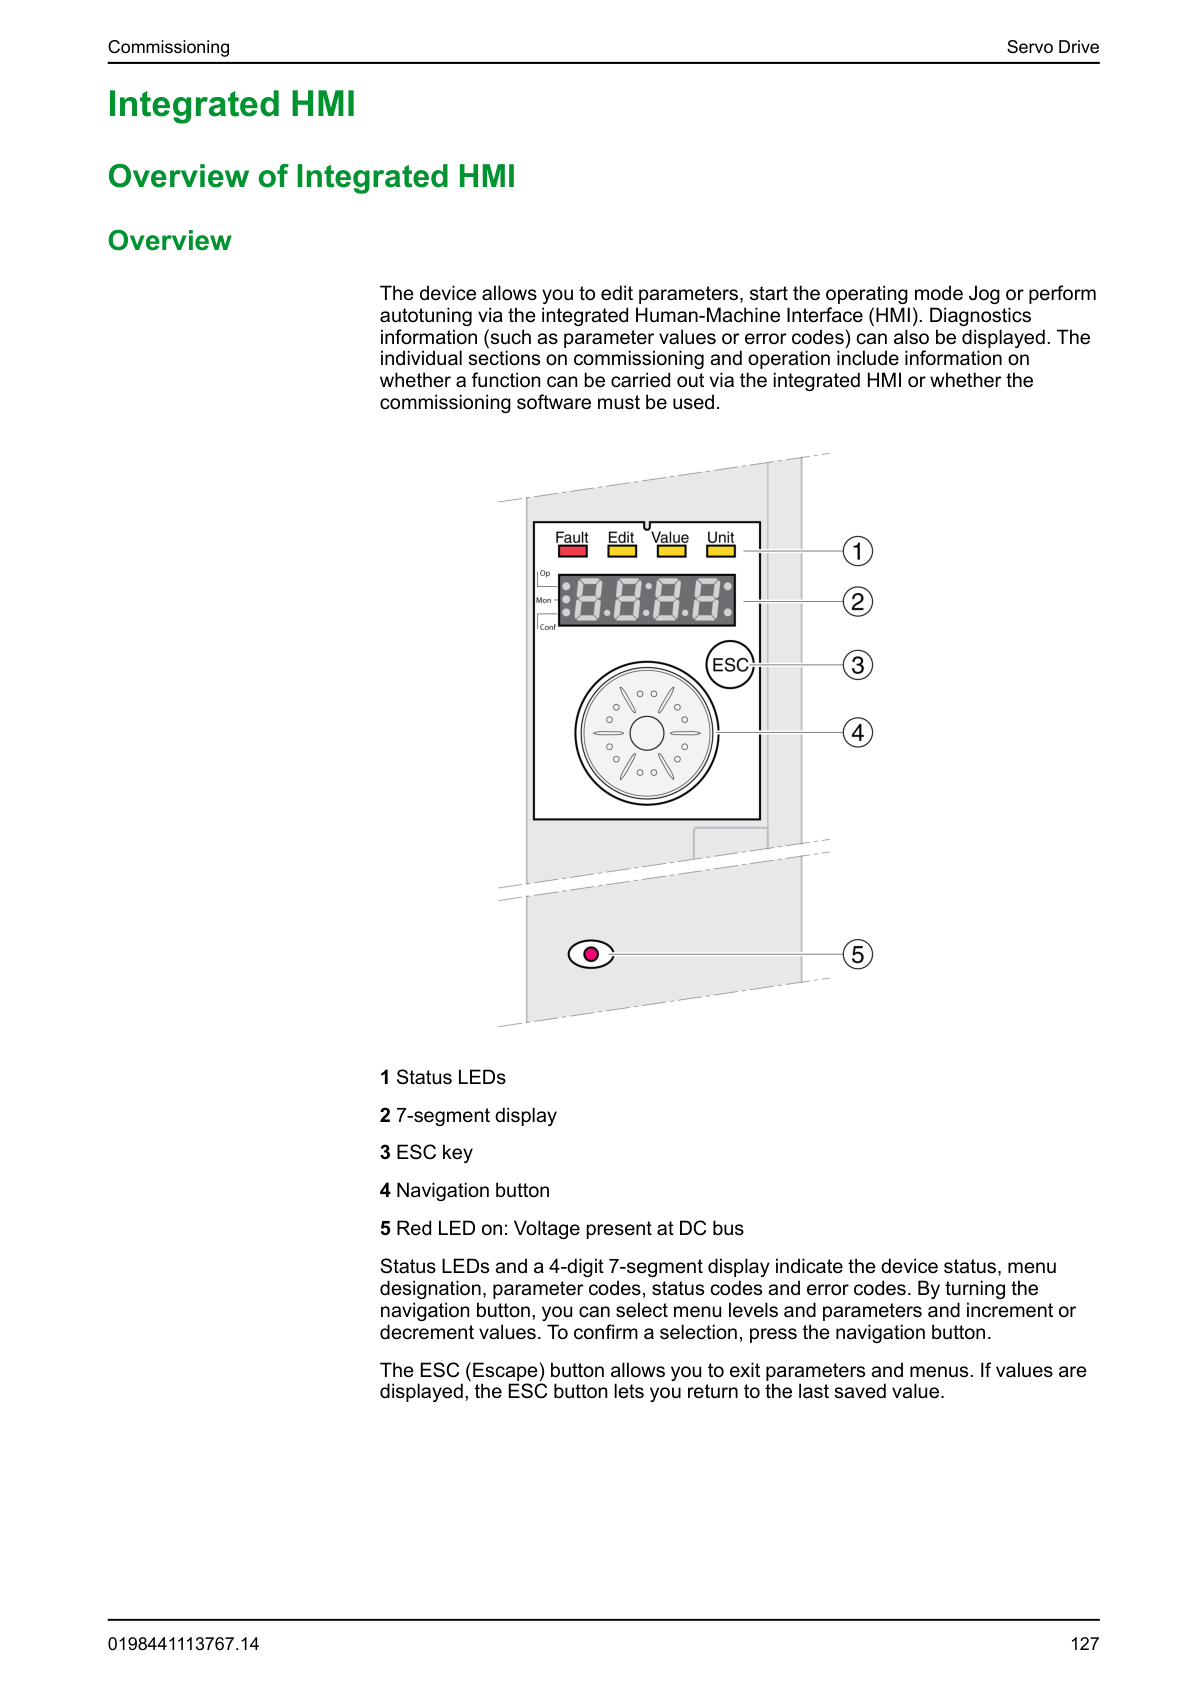 Commissioning Servo Drive
Integrated HMI
Overview of Integrated HMI
Overview
The device allows you to edit parameters, start the operating mode Jog or perform
autotuning via the integrated Human-Machine Interface (HMI). Diagnostics
information (such as parameter values or error codes) can also be displayed. The
individual sections on commissioning and operation include information on
whether a function can be carried out via the integrated HMI or whether the
commissioning software must be used.
Fault Edit Value Unit
1
Op
Mon
Conf
8.8.8.8
2
ESC
3
4
5
1 Status LEDs
2 7-segment display
3 ESC key
4 Navigation button
5 Red LED on: Voltage present at DC bus
Status LEDs and a 4-digit 7-segment display indicate the device status, menu
designation, parameter codes, status codes and error codes. By turning the
navigation button, you can select menu levels and parameters and increment or
decrement values. To confirm a selection, press the navigation button.
The ESC (Escape) button allows you to exit parameters and menus. If values are
displayed, the ESC button lets you return to the last saved value.
0198441113767.14 127